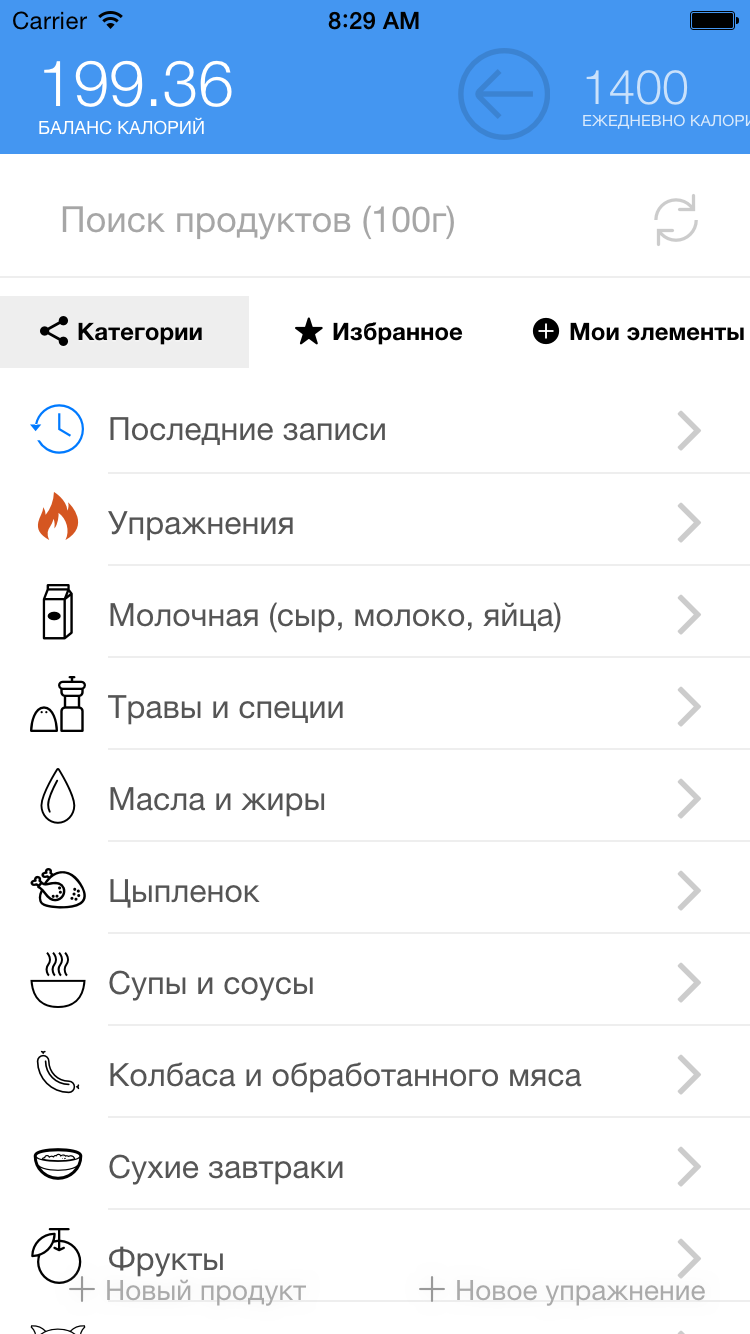 Carrier 8:29 AM
199.36
БАЛАНС КАЛОРИЙ
1400
ЕЖЕДНЕВНО КАЛОРИ
Поиск продуктов (100г)
Категории Избранное Мои элементы
Последние записи
Упражнения
Молочная (сыр, молоко, яйца)
Травы и специи
Масла и жиры
Цыпленок
Супы и соусы
Колбаса и обработанного мяса
Сухие завтраки
Фрукты
Новый продукт Новое упражнение